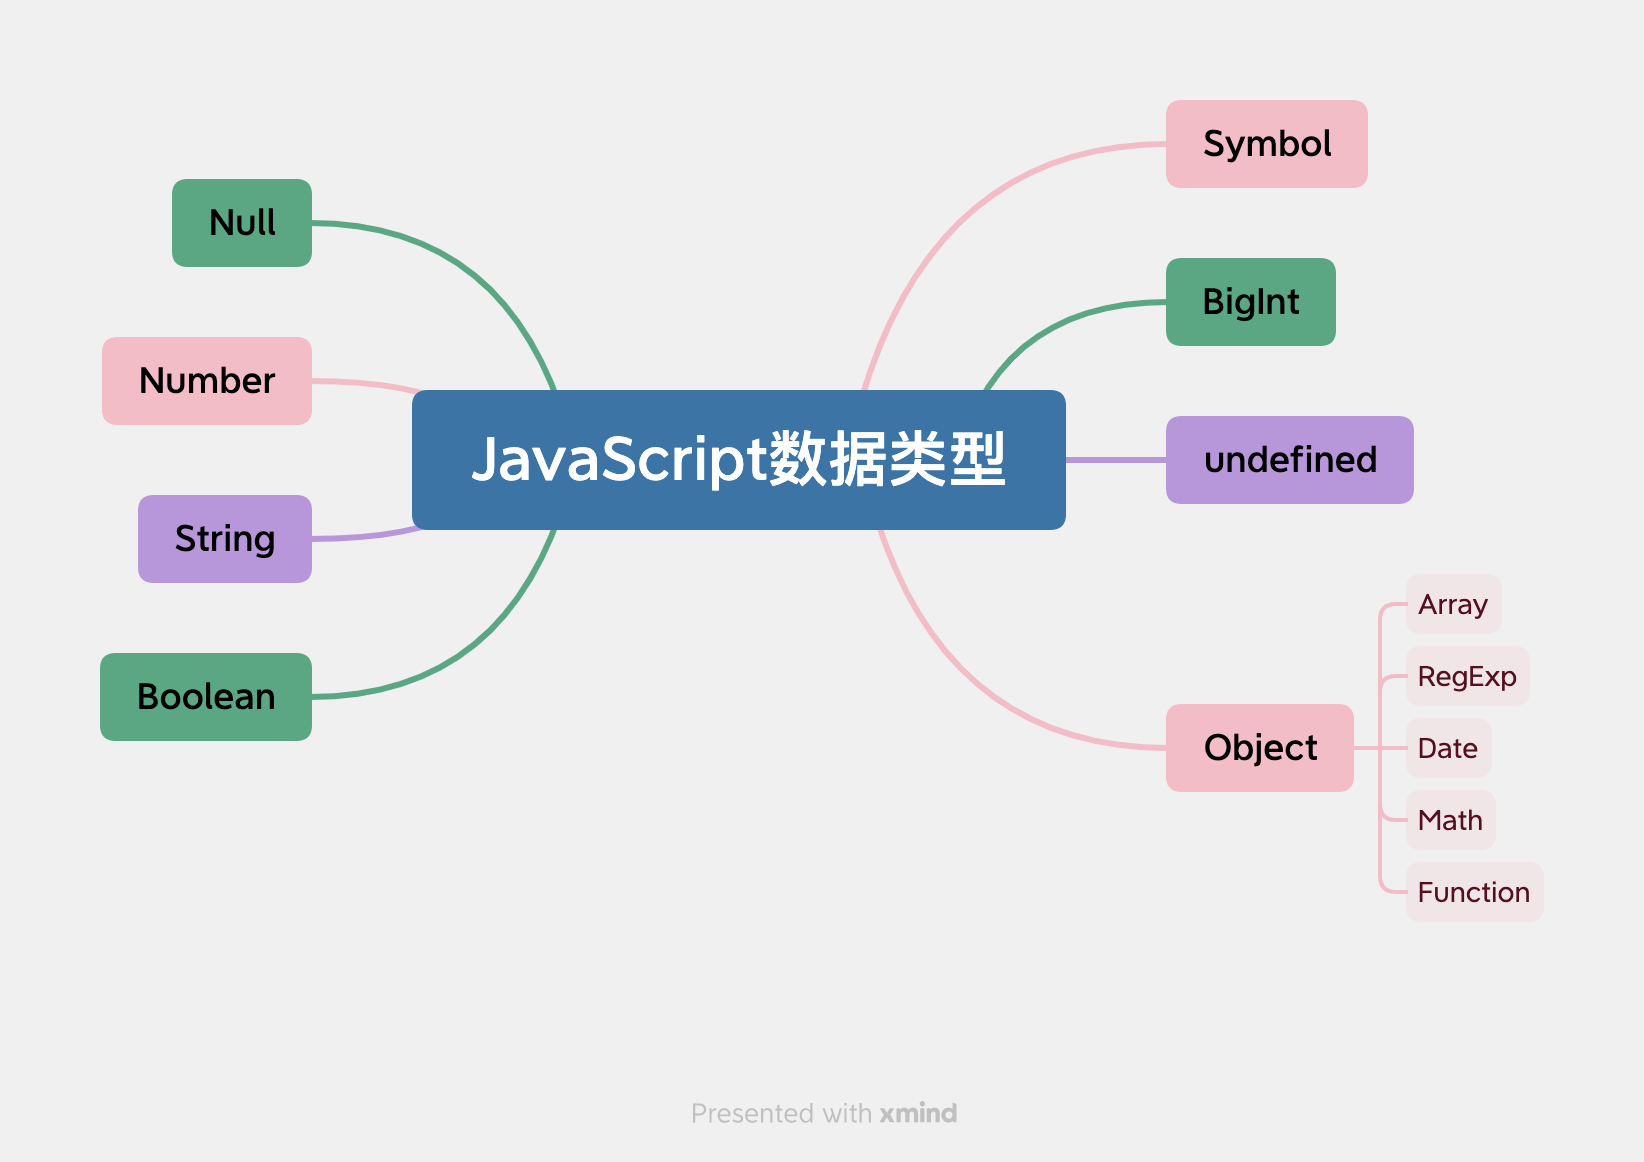 JavaScript数据类型
Symbol
BigInt
undefined
Object
Array
RegExp
Date
Math
Function
Null
Number
String
Boolean
Presented with xmind